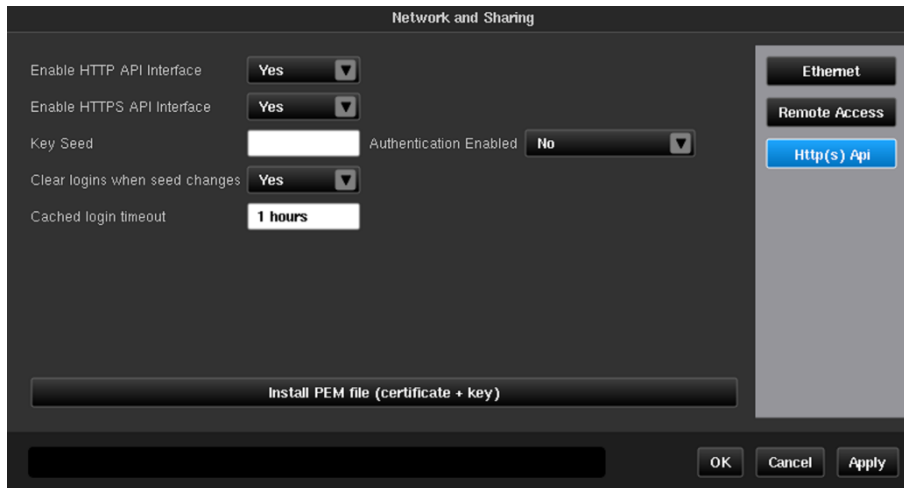 Network and Sharing
Enable HTTP API Interface Yes
Enable HTTPS API Interface Yes
Key Seed Authentication Enabled No
Clear logins when seed changes Yes
Cached login timeout 1 hours
Install PEM file (certificate + key)
Ethernet
Remote Access
Http(s) Api
OK Cancel Apply